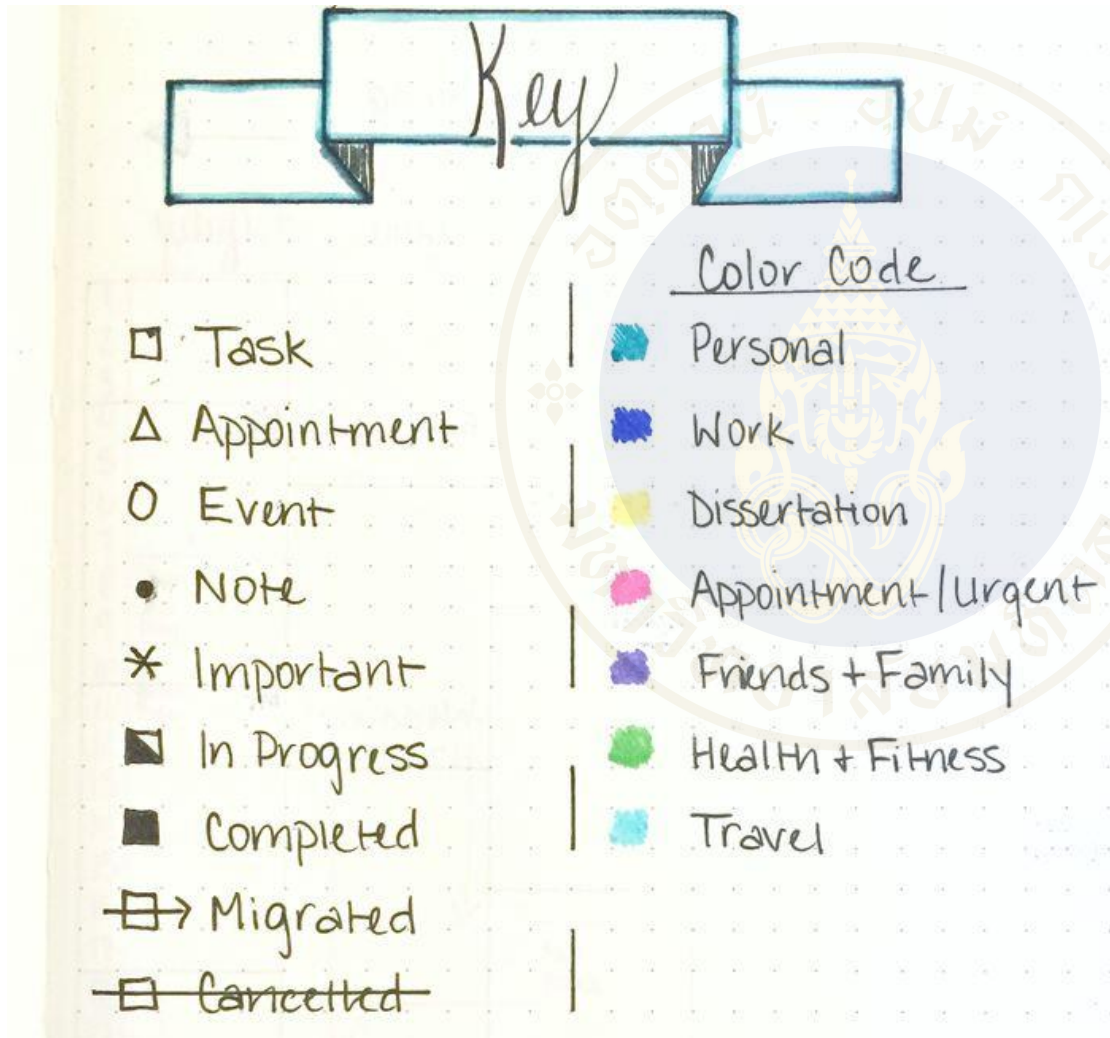 Key
Task
Appointment
Event
Note
Important
In Progress
Completed
Migrated
Cancelled
Color Code
Personal
Work
Dissertation
Appointment/Urgent
Friends + Family
Health + Fitness
Travel